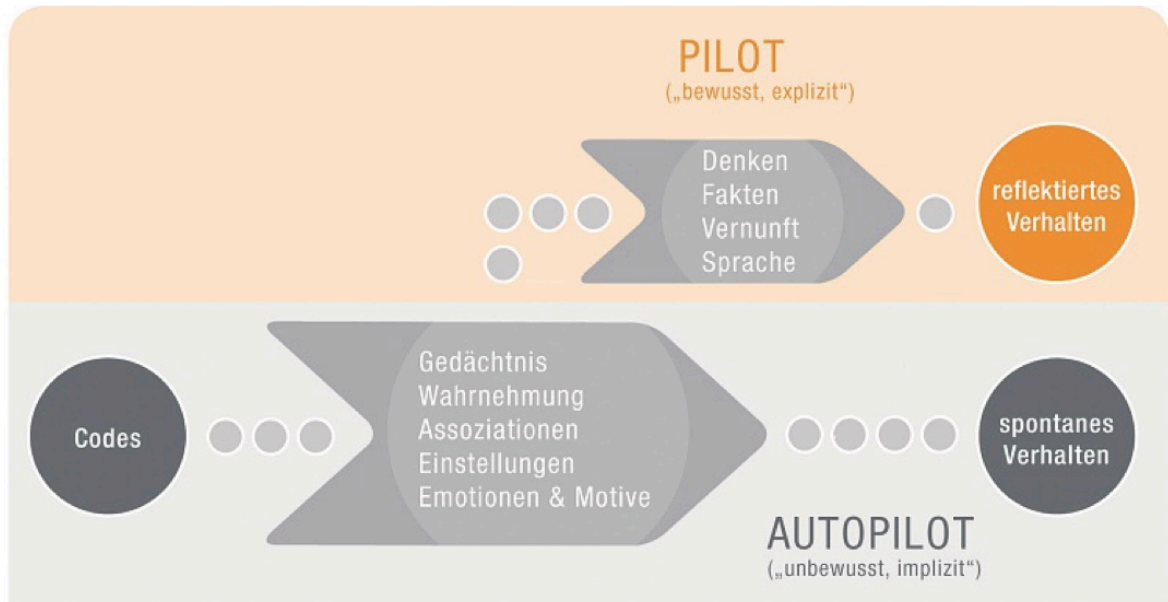 PILOT
(„bewusst, explizit“)
Denken
Fakten
Vernunft
Sprache
reflektiertes
Verhalten
Codes
Gedächtnis
Wahrnehmung
Assoziationen
Einstellungen
Emotionen & Motive
spontanes
Verhalten
AUTOPILOT
(„unbewusst, implizit“)